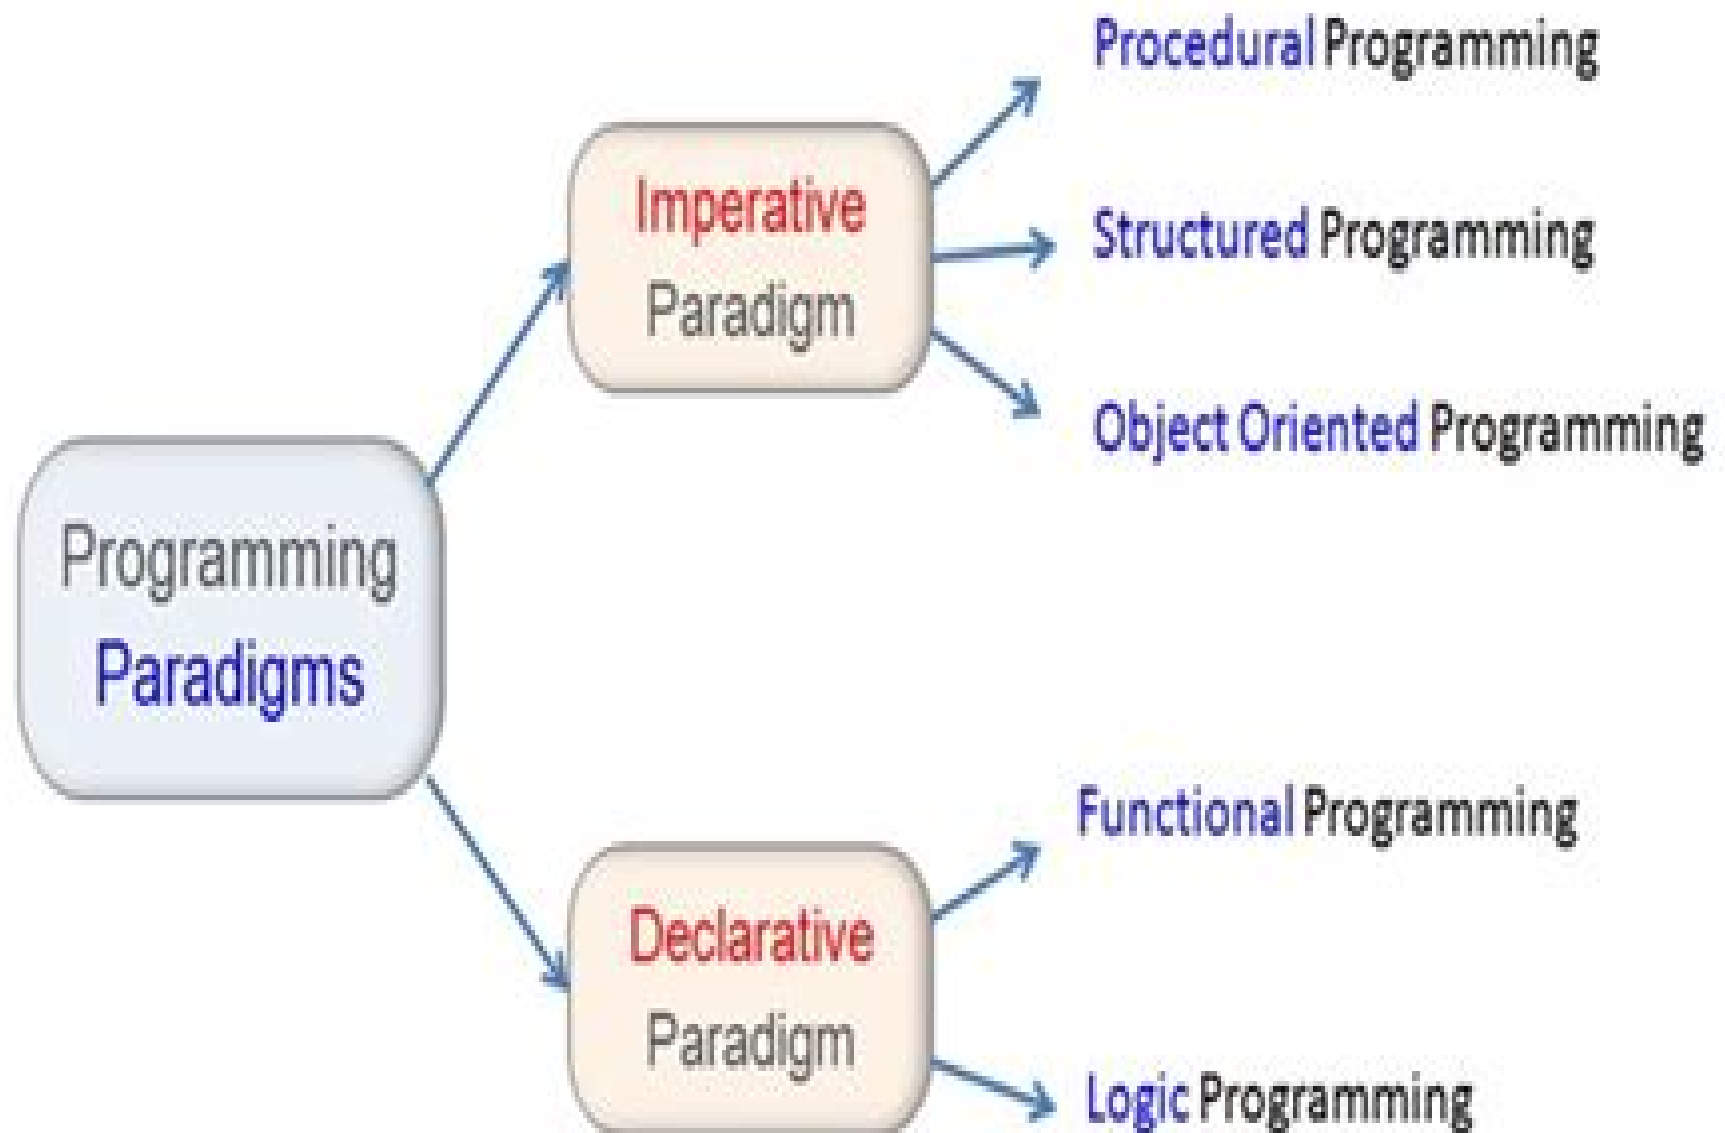 Programming
Paradigms
Imperative
Paradigm
Procedural Programming
Structured Programming
Object Oriented Programming
Declarative
Paradigm
Functional Programming
Logic Programming